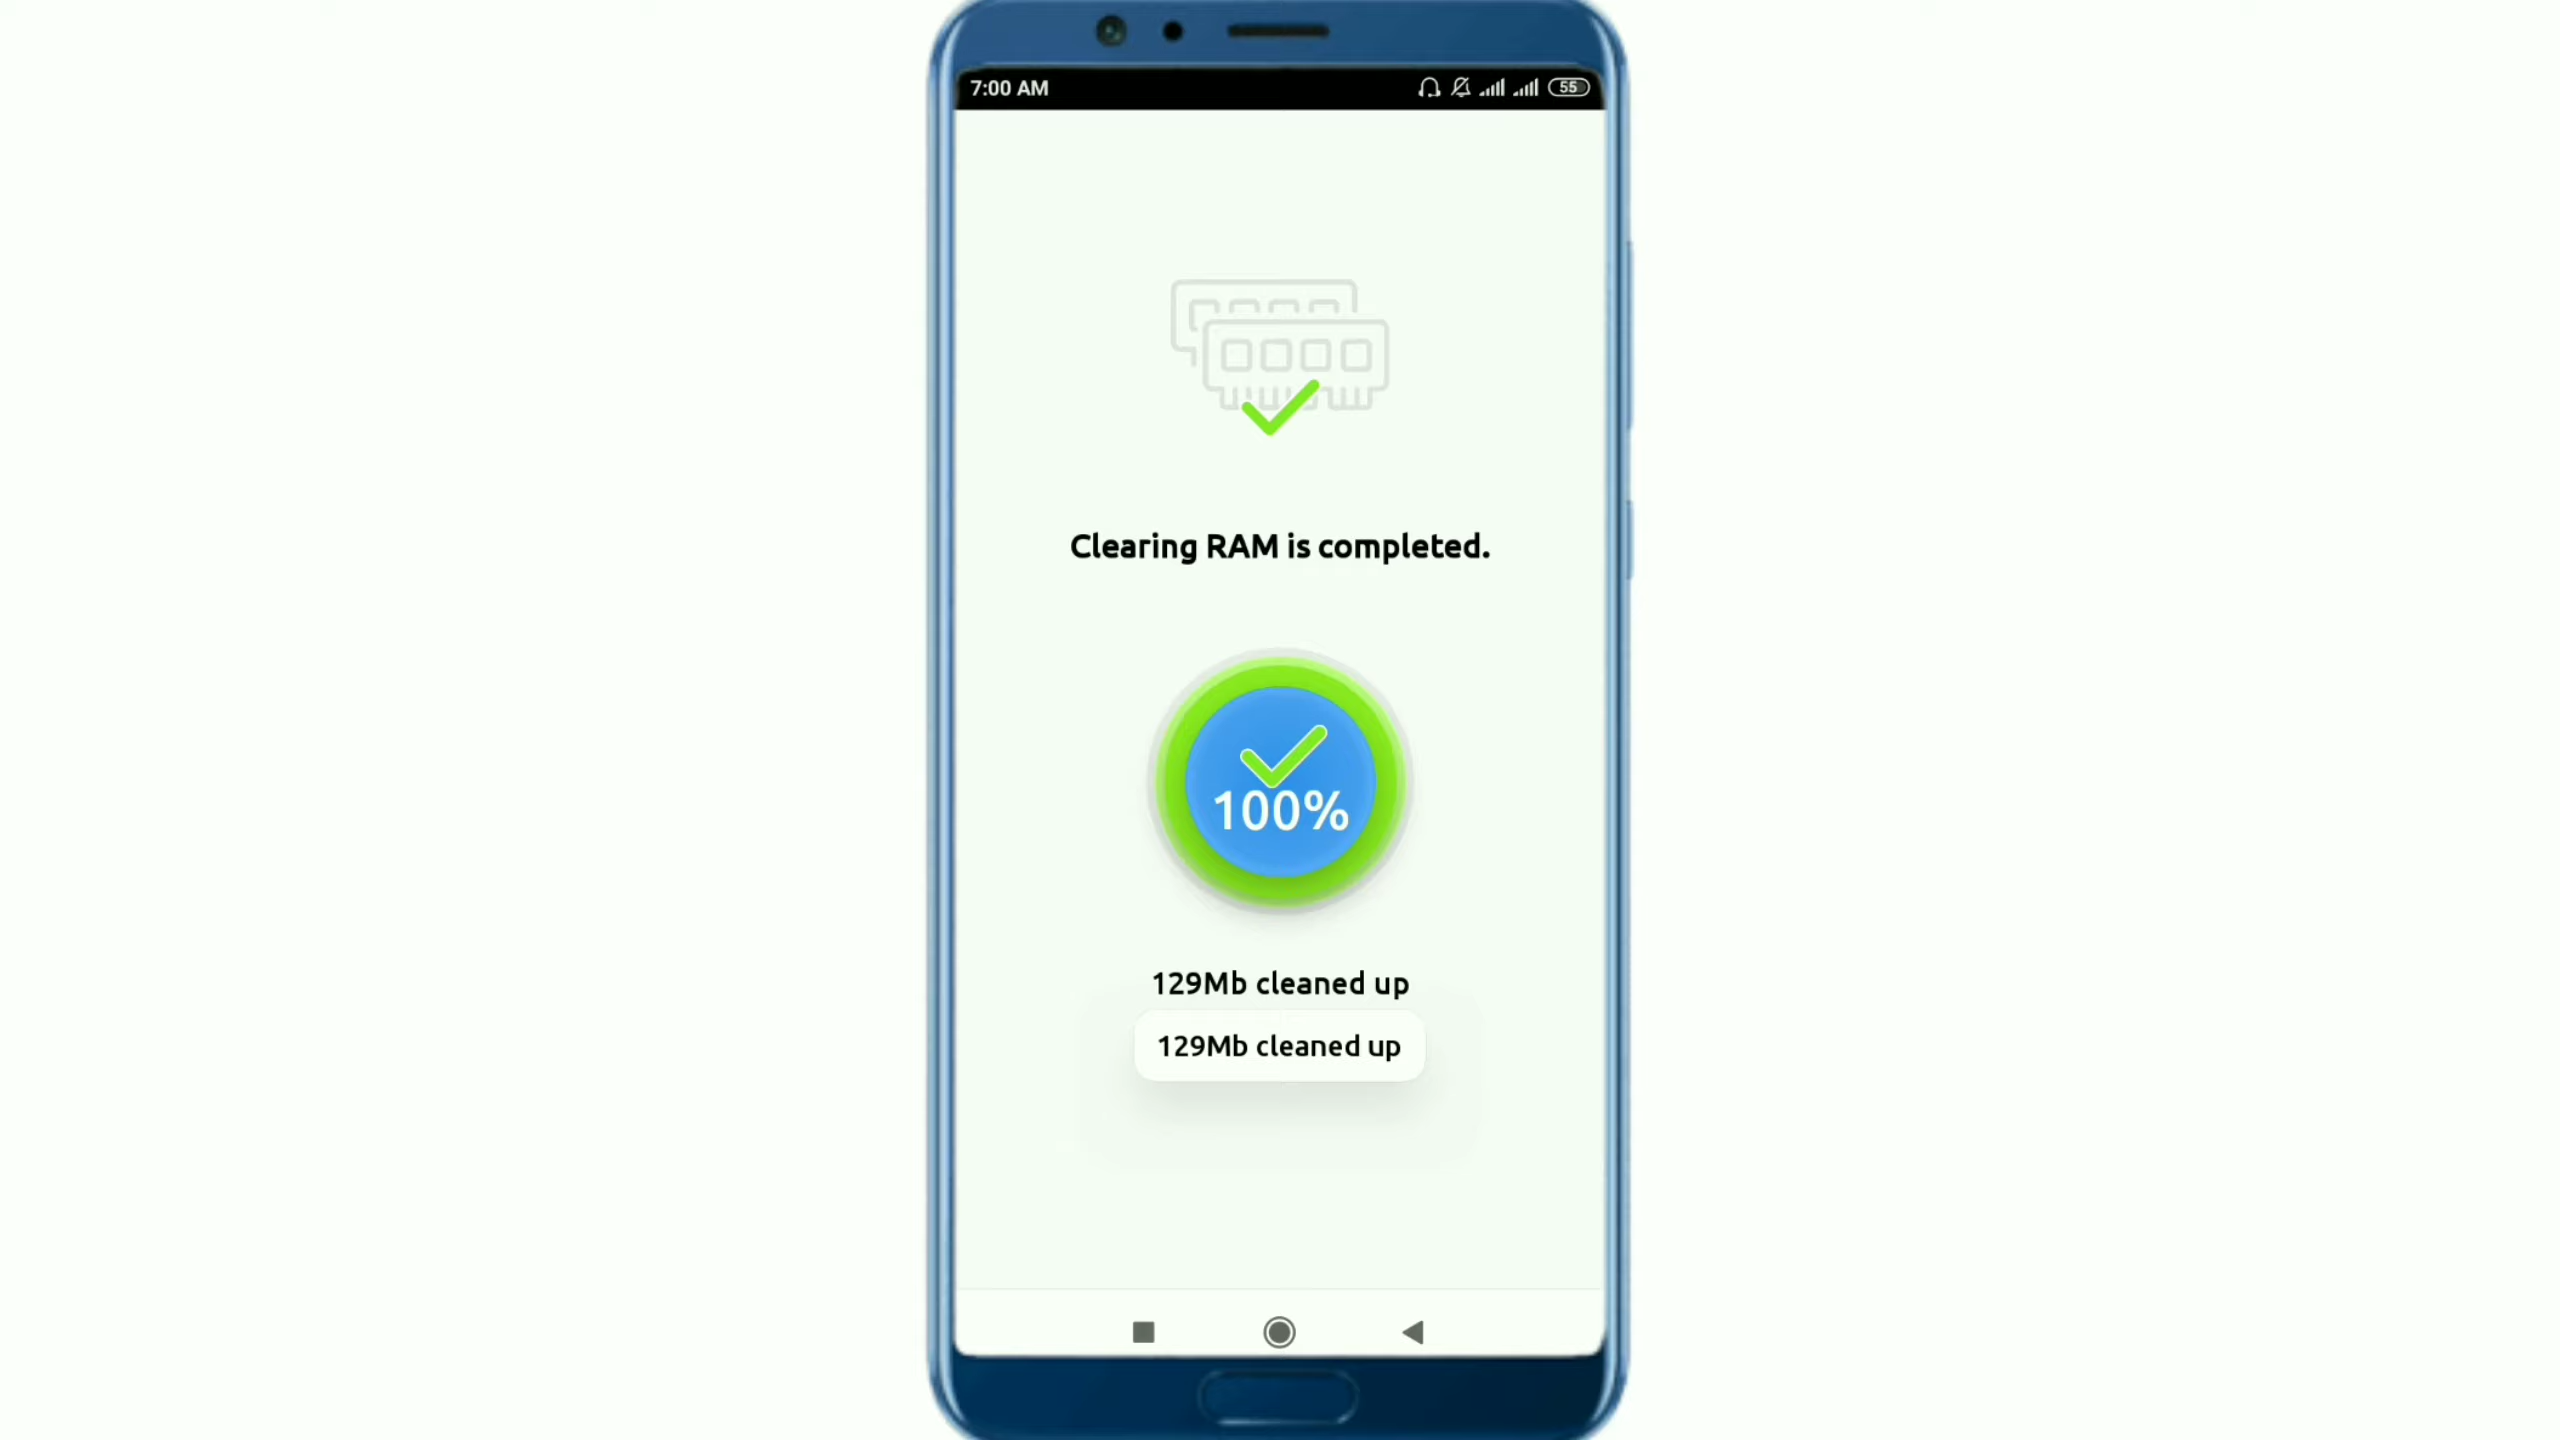 7:00 AM
55
Clearing RAM is completed.
100%
129Mb cleaned up
129Mb cleaned up